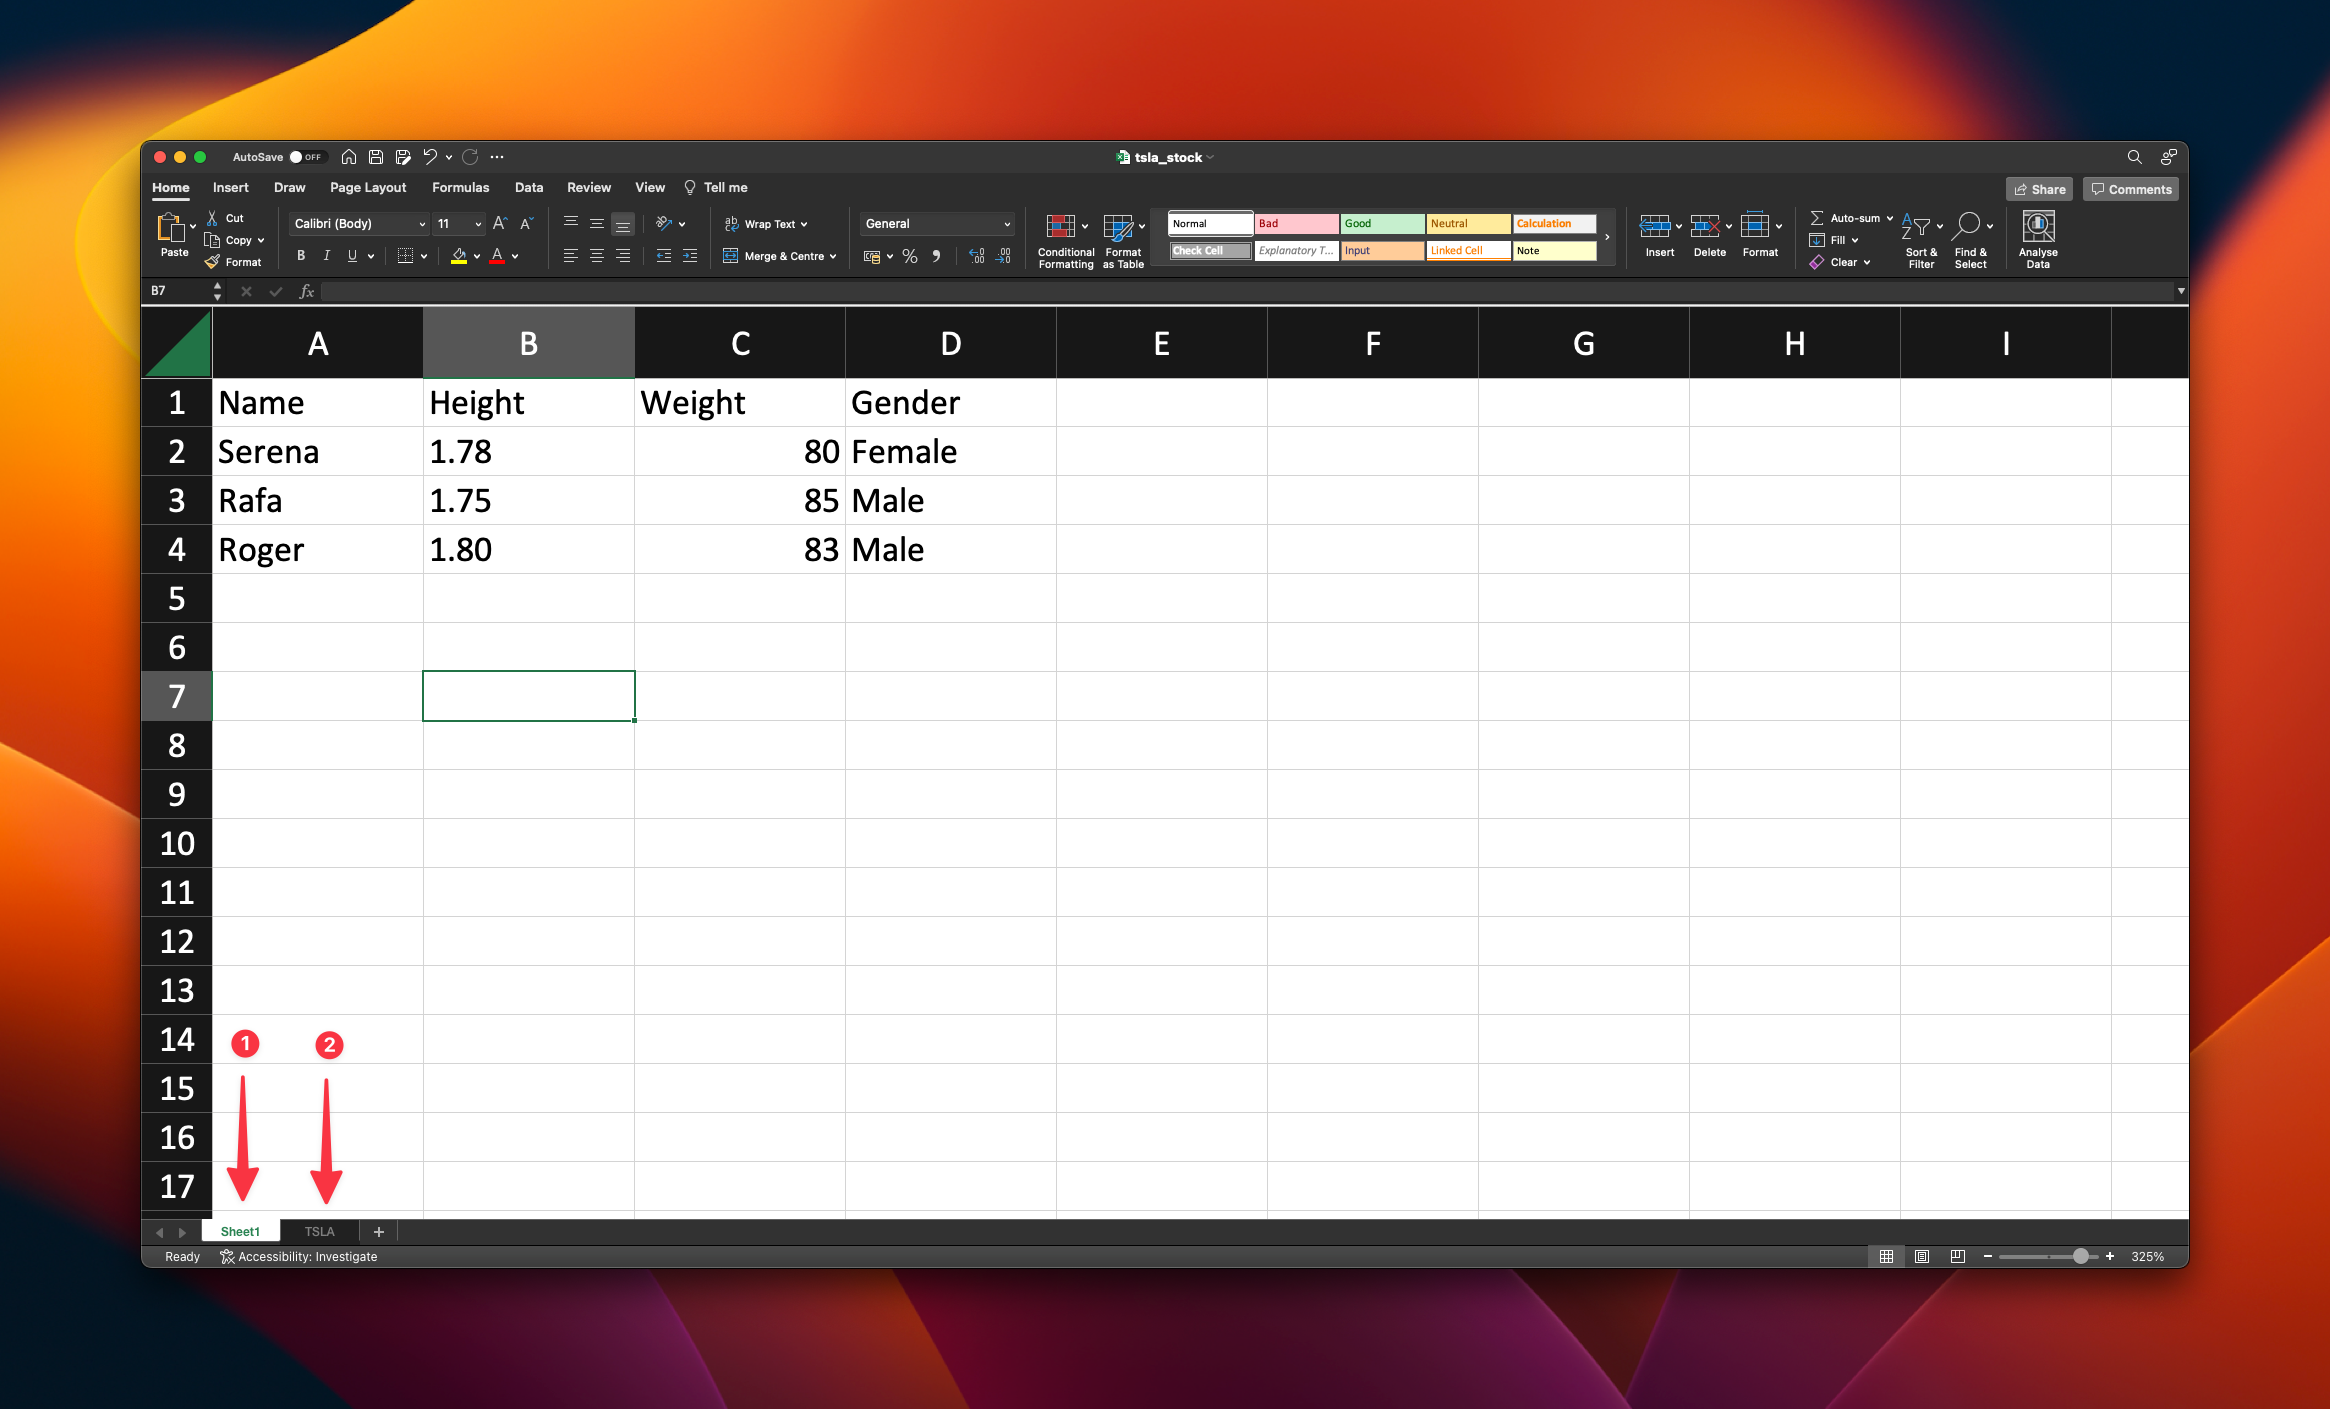 AutoSave OFF tsla_stock
Home Insert Draw Page Layout Formulas Data Review View Tell me Share Comments
Paste Cut Copy Format
Calibri (Body) 11 A^ A˅
B I U A
Wrap Text
Merge & Centre
General
% 9 .00 .00
Conditional Formatting
Format as Table
Normal Bad Good Neutral Calculation
Check Cell Explanatory T... Input Linked Cell Note
Insert Delete Format
Auto-sum
Fill
Clear
Sort & Filter
Find & Select
Analyse Data
B7 fx
A B C D E F G H I
1 Name Height Weight Gender
2 Serena 1.78 80 Female
3 Rafa 1.75 85 Male
4 Roger 1.80 83 Male
5
6
7
8
9
10
11
12
13
14 1 2
15
16
17
Sheet1 TSLA +
Ready Accessibility: Investigate 325%